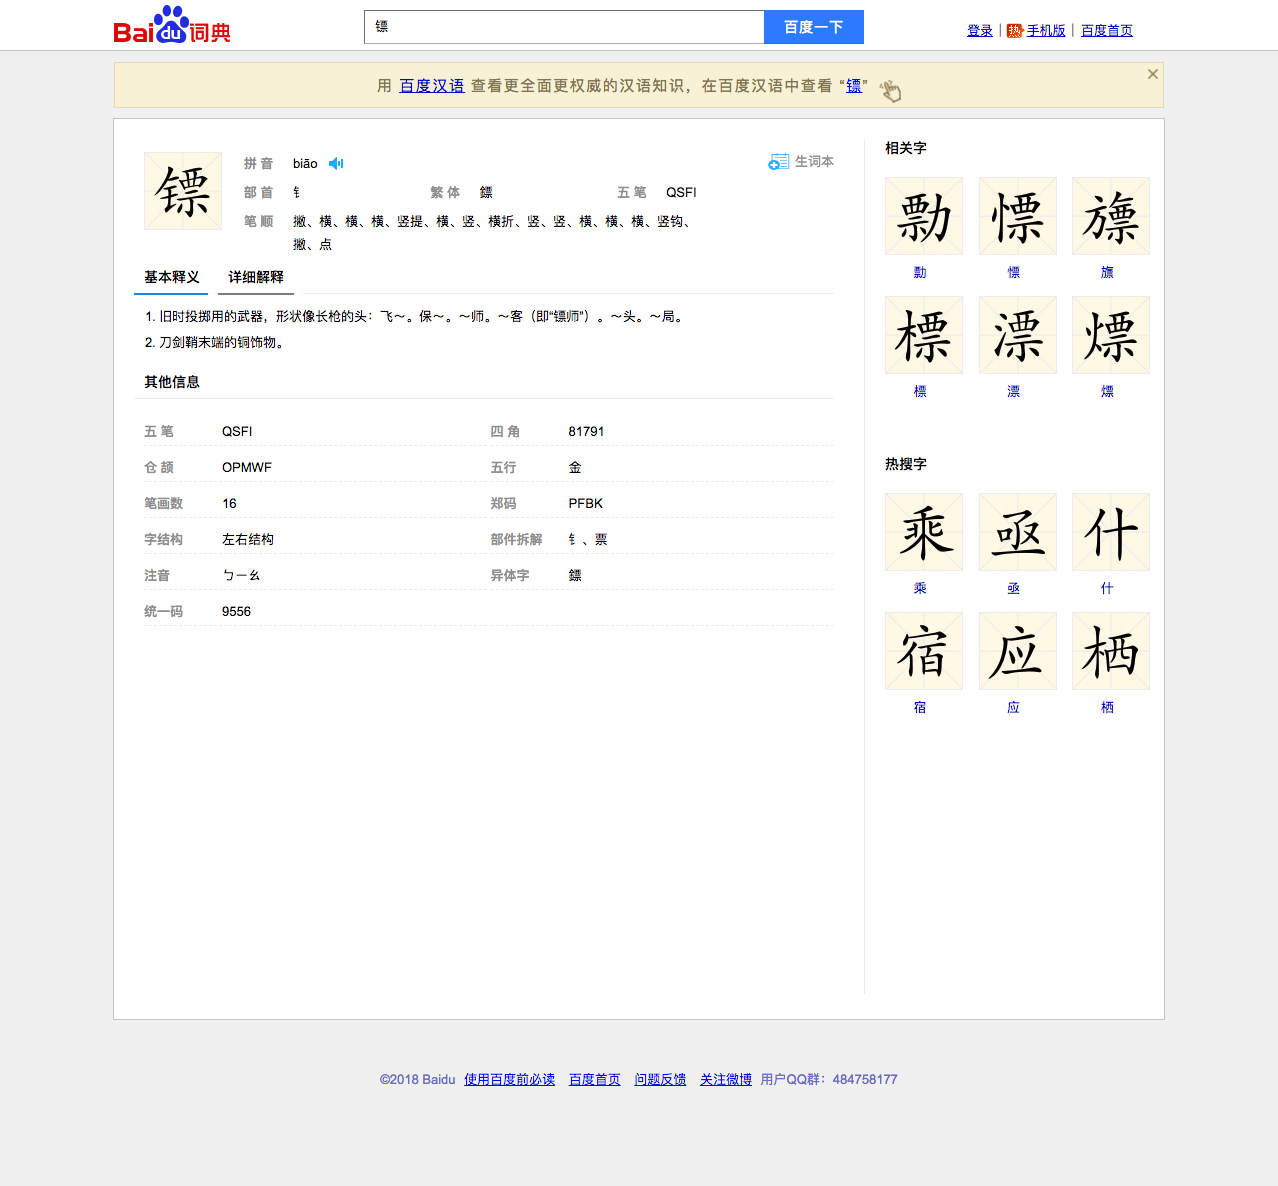 Baidu词典
镖
百度一下
登录 | 热 手机版 | 百度首页
用 百度汉语 查看更全面更权威的汉语知识，在百度汉语中查看 “镖”
镖
拼 音 biāo
生词本
部 首 钅 繁 体 鏢 五 笔 QSFI
笔 顺 撇、横、横、横、竖提、横、竖、横折、竖、竖、横、横、横、竖钩、
撇、点
基本释义 详细解释
1. 旧时投掷用的武器，形状像长枪的头：飞～。保～。～师。～客（即“镖师”）。～头。～局。
2. 刀剑鞘末端的铜饰物。
其他信息
五 笔 QSFI 四 角 81791
仓 颉 OPMWF 五行 金
笔画数 16 郑码 PFBK
字结构 左右结构 部件拆解 钅、票
注音 ㄅㄧㄠ 异体字 鏢
统一码 9556
相关字
勡 慓 旚
勡 慓 旚
標 漂 熛
標 漂 熛
热搜字
乘 亟 什
乘 亟 什
宿 应 栖
宿 应 栖
©2018 Baidu 使用百度前必读 百度首页 问题反馈 关注微博 用户QQ群：484758177